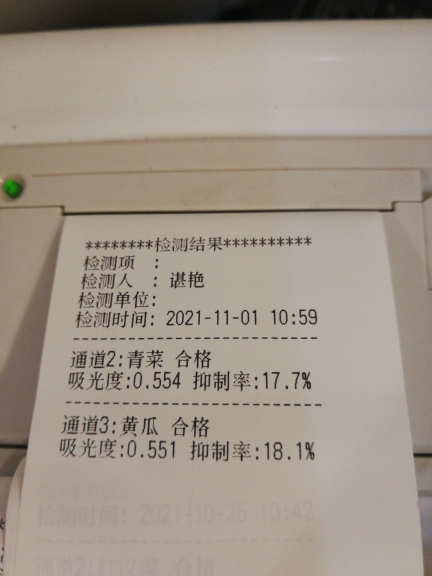 ********检测结果**********
检测项 :
检测人 : 谌艳
检测单位:
检测时间: 2021-11-01 10:59
------------------------------
通道2:青菜 合格
吸光度:0.554 抑制率:17.7%
------------------------------
通道3:黄瓜 合格
吸光度:0.551 抑制率:18.1%
检测时间: 2021-10-25 10:42